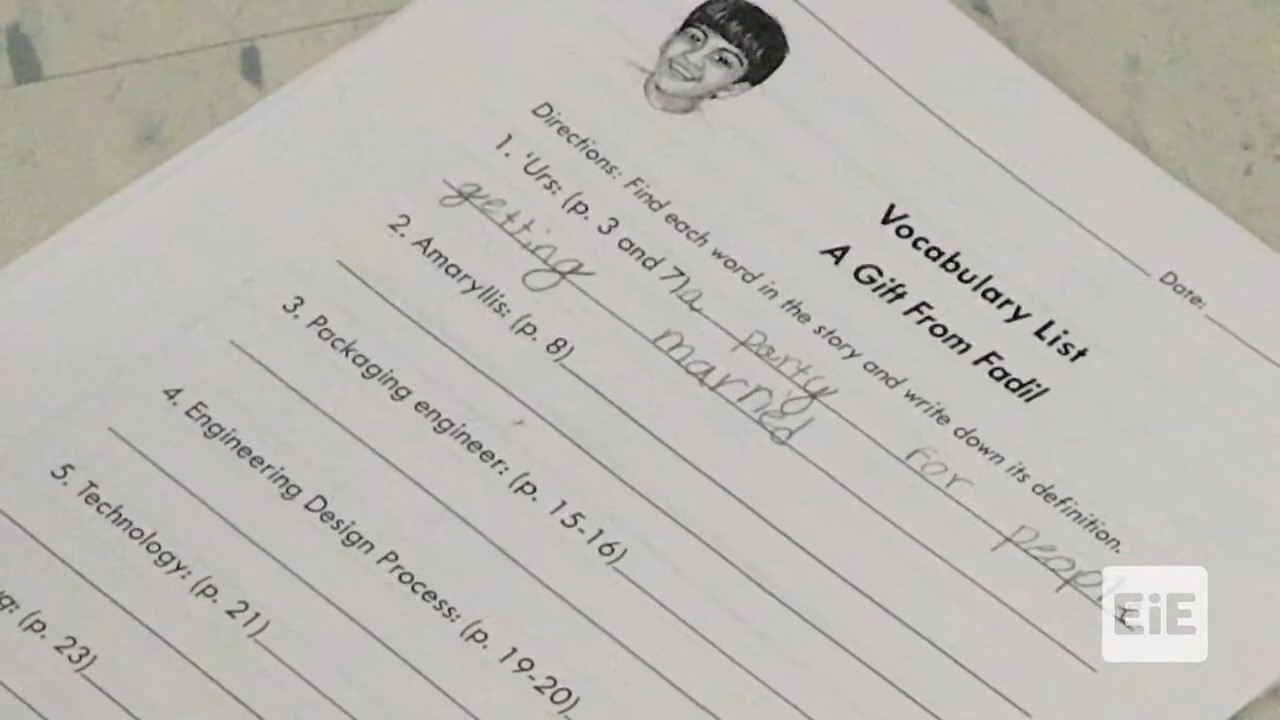 Date:
Vocabulary List
A Gift From Fadil
Directions: Find each word in the story and write down its definition.
1. 'Urs: (p. 3 and 7) a party for people
getting married
2. Amaryllis: (p. 8)
3. Packaging engineer: (p. 15-16)
4. Engineering Design Process: (p. 19-20)
5. Technology: (p. 21)
(p. 23)
EiE